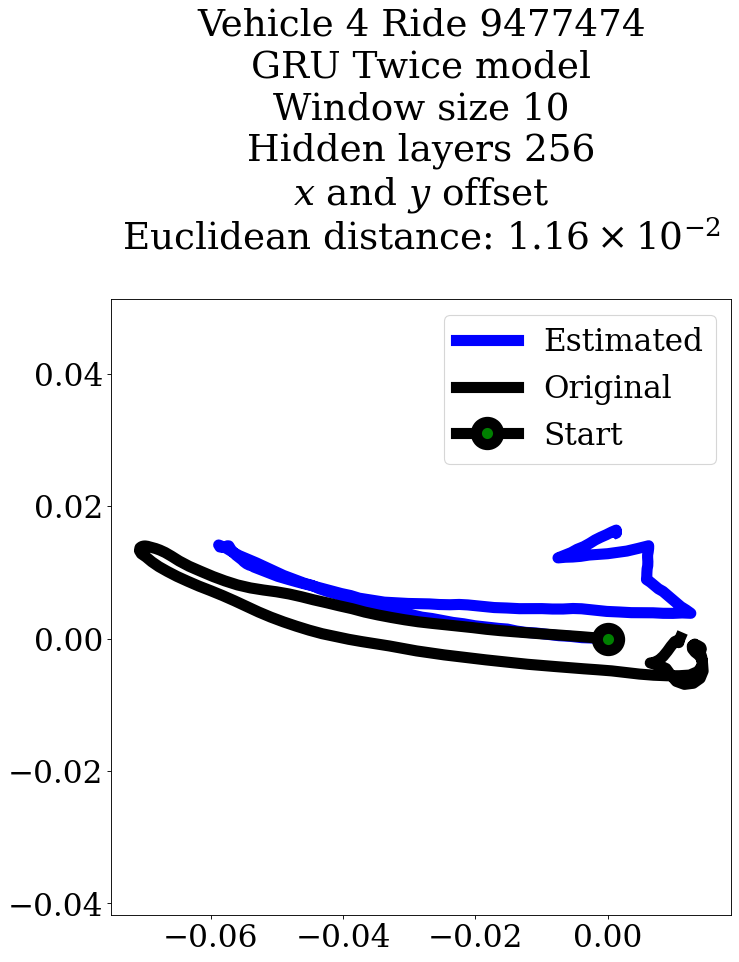 Vehicle 4 Ride 9477474
GRU Twice model
Window size 10
Hidden layers 256
x and y offset
Euclidean distance: 1.16 × 10⁻²
Estimated
Original
Start
0.04
0.02
0.00
−0.02
−0.04
−0.06 −0.04 −0.02 0.00